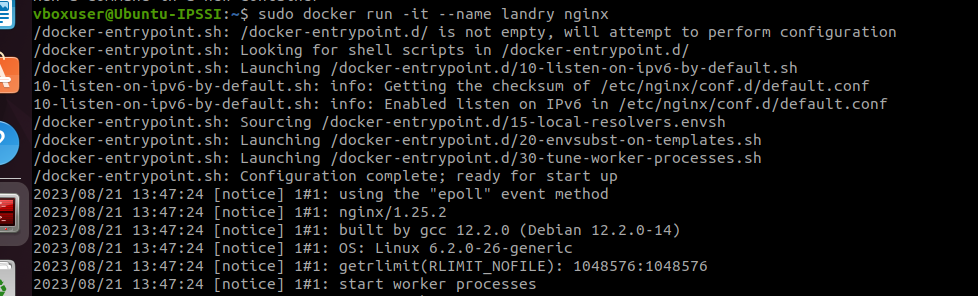 vboxuser@Ubuntu-IPSSI:~$ sudo docker run -it --name landry nginx
/docker-entrypoint.sh: /docker-entrypoint.d/ is not empty, will attempt to perform configuration
/docker-entrypoint.sh: Looking for shell scripts in /docker-entrypoint.d/
/docker-entrypoint.sh: Launching /docker-entrypoint.d/10-listen-on-ipv6-by-default.sh
10-listen-on-ipv6-by-default.sh: info: Getting the checksum of /etc/nginx/conf.d/default.conf
10-listen-on-ipv6-by-default.sh: info: Enabled listen on IPv6 in /etc/nginx/conf.d/default.conf
/docker-entrypoint.sh: Sourcing /docker-entrypoint.d/15-local-resolvers.envsh
/docker-entrypoint.sh: Launching /docker-entrypoint.d/20-envsubst-on-templates.sh
/docker-entrypoint.sh: Launching /docker-entrypoint.d/30-tune-worker-processes.sh
/docker-entrypoint.sh: Configuration complete; ready for start up
2023/08/21 13:47:24 [notice] 1#1: using the "epoll" event method
2023/08/21 13:47:24 [notice] 1#1: nginx/1.25.2
2023/08/21 13:47:24 [notice] 1#1: built by gcc 12.2.0 (Debian 12.2.0-14)
2023/08/21 13:47:24 [notice] 1#1: OS: Linux 6.2.0-26-generic
2023/08/21 13:47:24 [notice] 1#1: getrlimit(RLIMIT_NOFILE): 1048576:1048576
2023/08/21 13:47:24 [notice] 1#1: start worker processes